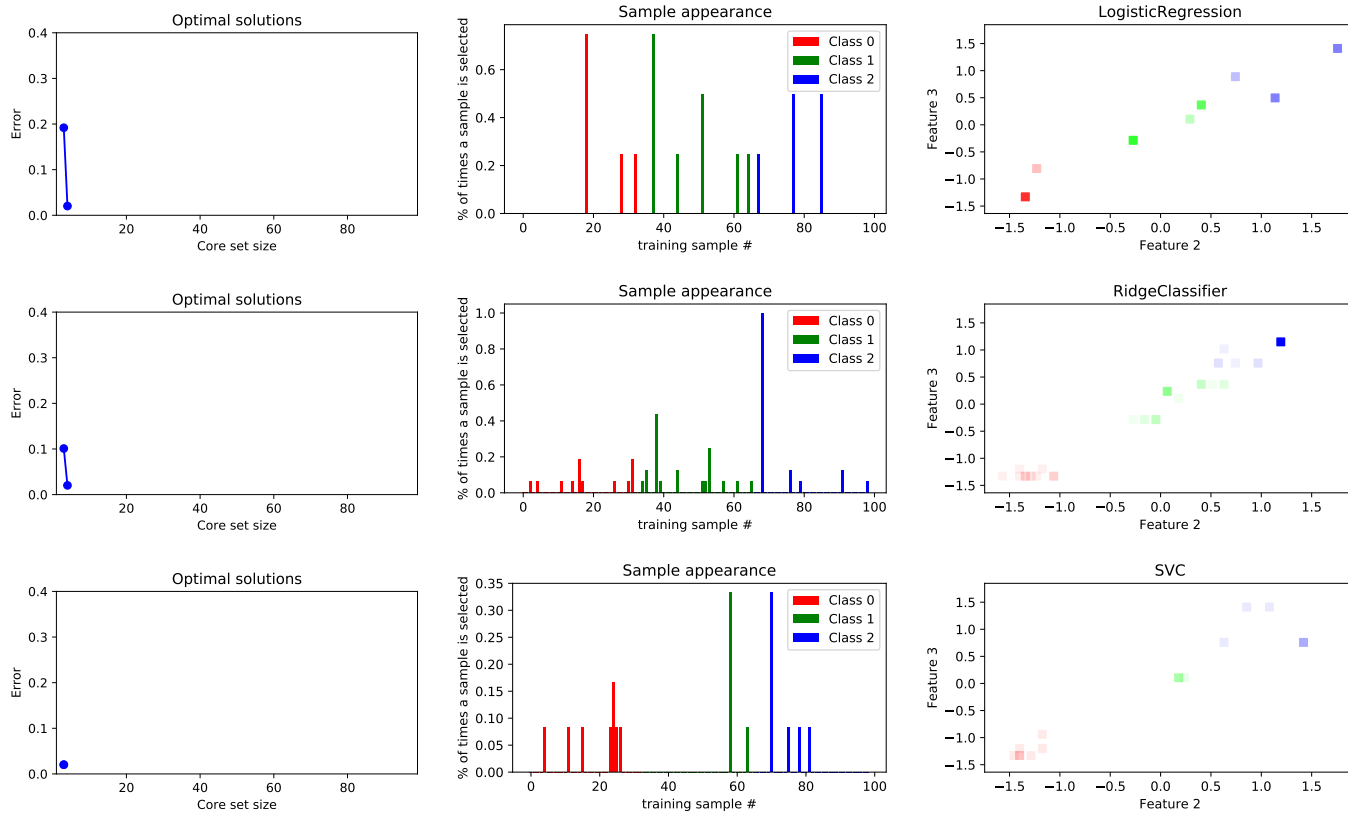 Optimal solutions
0.4
0.3
0.2
0.1
0.0
Error
20 40 60 80
Core set size
Sample appearance
Class 0
Class 1
Class 2
0.6
0.4
0.2
0.0
% of times a sample is selected
0 20 40 60 80 100
training sample #
LogisticRegression
1.5
1.0
0.5
0.0
−0.5
−1.0
−1.5
Feature 3
−1.5 −1.0 −0.5 0.0 0.5 1.0 1.5
Feature 2
Optimal solutions
0.4
0.3
0.2
0.1
0.0
Error
20 40 60 80
Core set size
Sample appearance
Class 0
Class 1
Class 2
1.0
0.8
0.6
0.4
0.2
0.0
% of times a sample is selected
0 20 40 60 80 100
training sample #
RidgeClassifier
1.5
1.0
0.5
0.0
−0.5
−1.0
−1.5
Feature 3
−1.5 −1.0 −0.5 0.0 0.5 1.0 1.5
Feature 2
Optimal solutions
0.4
0.3
0.2
0.1
0.0
Error
20 40 60 80
Core set size
Sample appearance
Class 0
Class 1
Class 2
0.35
0.30
0.25
0.20
0.15
0.10
0.05
0.00
% of times a sample is selected
0 20 40 60 80 100
training sample #
SVC
1.5
1.0
0.5
0.0
−0.5
−1.0
−1.5
Feature 3
−1.5 −1.0 −0.5 0.0 0.5 1.0 1.5
Feature 2